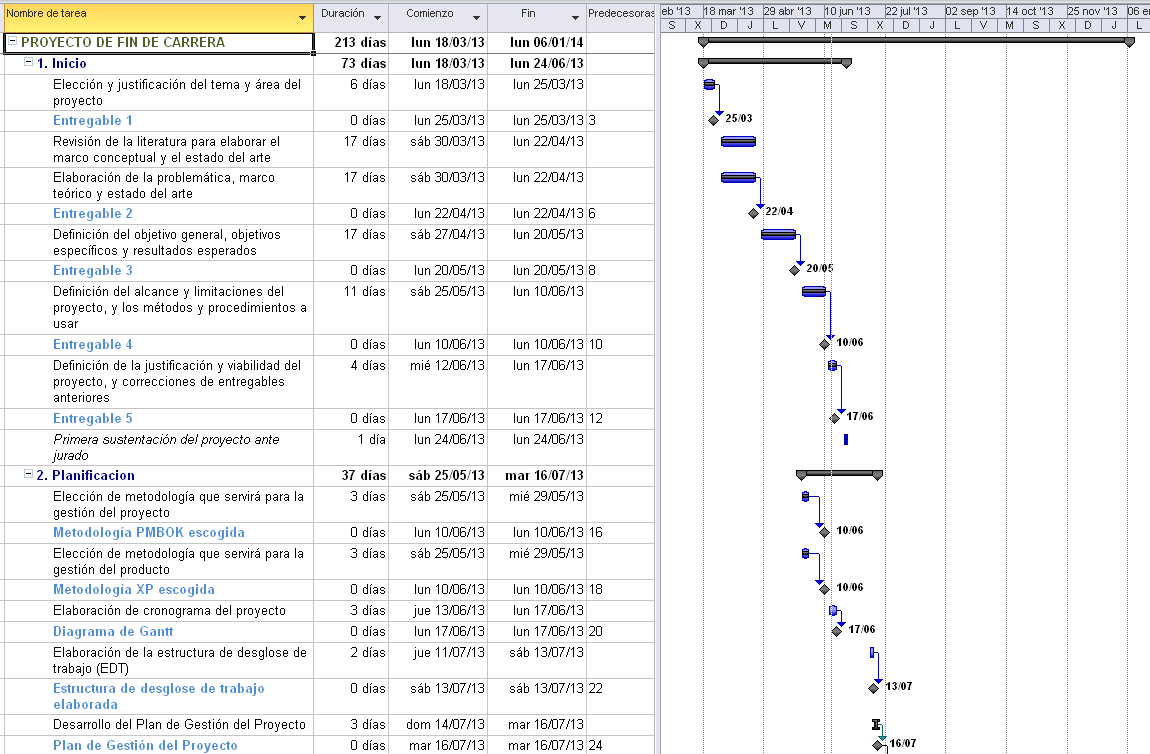 Nombre de tarea Duración Comienzo Fin Predecesoras eb '13 18 mar '13 29 abr '13 10 jun '13 22 jul '13 02 sep '13 14 oct '13 25 nov '13 06 e
S S X D J L V M S X D J L V M S X D J L
PROYECTO DE FIN DE CARRERA 213 días lun 18/03/13 lun 06/01/14
1. Inicio 73 días lun 18/03/13 lun 24/06/13
Elección y justificación del tema y área del 6 días lun 18/03/13 lun 25/03/13
proyecto
Entregable 1 0 días lun 25/03/13 lun 25/03/13 3 25/03
Revisión de la literatura para elaborar el 17 días sáb 30/03/13 lun 22/04/13
marco conceptual y el estado del arte
Elaboración de la problemática, marco 17 días sáb 30/03/13 lun 22/04/13
teórico y estado del arte
Entregable 2 0 días lun 22/04/13 lun 22/04/13 6 22/04
Definición del objetivo general, objetivos 17 días sáb 27/04/13 lun 20/05/13
específicos y resultados esperados
Entregable 3 0 días lun 20/05/13 lun 20/05/13 8 20/05
Definición del alcance y limitaciones del 11 días sáb 25/05/13 lun 10/06/13
proyecto, y los métodos y procedimientos a
usar
Entregable 4 0 días lun 10/06/13 lun 10/06/13 10 10/06
Definición de la justificación y viabilidad del 4 días mié 12/06/13 lun 17/06/13
proyecto, y correcciones de entregables
anteriores
Entregable 5 0 días lun 17/06/13 lun 17/06/13 12 17/06
Primera sustentación del proyecto ante 1 día lun 24/06/13 lun 24/06/13
jurado
2. Planificacion 37 días sáb 25/05/13 mar 16/07/13
Elección de metodología que servirá para la 3 días sáb 25/05/13 mié 29/05/13
gestión del proyecto
Metodología PMBOK escogida 0 días lun 10/06/13 lun 10/06/13 16 10/06
Elección de metodología que servirá para la 3 días sáb 25/05/13 mié 29/05/13
gestión del producto
Metodología XP escogida 0 días lun 10/06/13 lun 10/06/13 18 10/06
Elaboración de cronograma del proyecto 3 días jue 13/06/13 lun 17/06/13
Diagrama de Gantt 0 días lun 17/06/13 lun 17/06/13 20 17/06
Elaboración de la estructura de desglose de 2 días jue 11/07/13 sáb 13/07/13
trabajo (EDT)
Estructura de desglose de trabajo 0 días sáb 13/07/13 sáb 13/07/13 22 13/07
elaborada
Desarrollo del Plan de Gestión del Proyecto 3 días dom 14/07/13 mar 16/07/13
Plan de Gestión del Proyecto 0 días mar 16/07/13 mar 16/07/13 24 16/07